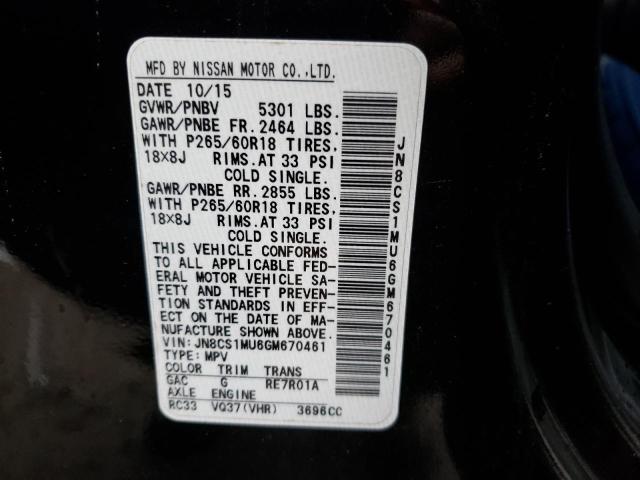 MFD BY NISSAN MOTOR CO.,LTD.
DATE 10/15
GVWR/PNBV 5301 LBS.
GAWR/PNBE FR. 2464 LBS.
WITH P265/60R18 TIRES,
18X8J RIMS. AT 33 PSI
COLD SINGLE.
GAWR/PNBE RR. 2855 LBS.
WITH P265/60R18 TIRES,
18X8J RIMS. AT 33 PSI
COLD SINGLE.
THIS VEHICLE CONFORMS
TO ALL APPLICABLE FED-
ERAL MOTOR VEHICLE SA-
FETY AND THEFT PREVEN-
TION STANDARDS IN EFF-
ECT ON THE DATE OF MA-
NUFACTURE SHOWN ABOVE.
VIN: JN8CS1MU6GM670461
TYPE: MPV
COLOR TRIM TRANS
GAC G RE7R01A
AXLE ENGINE
RC33 VQ37(VHR) 3696CC
JN8CS1MU6GM670461